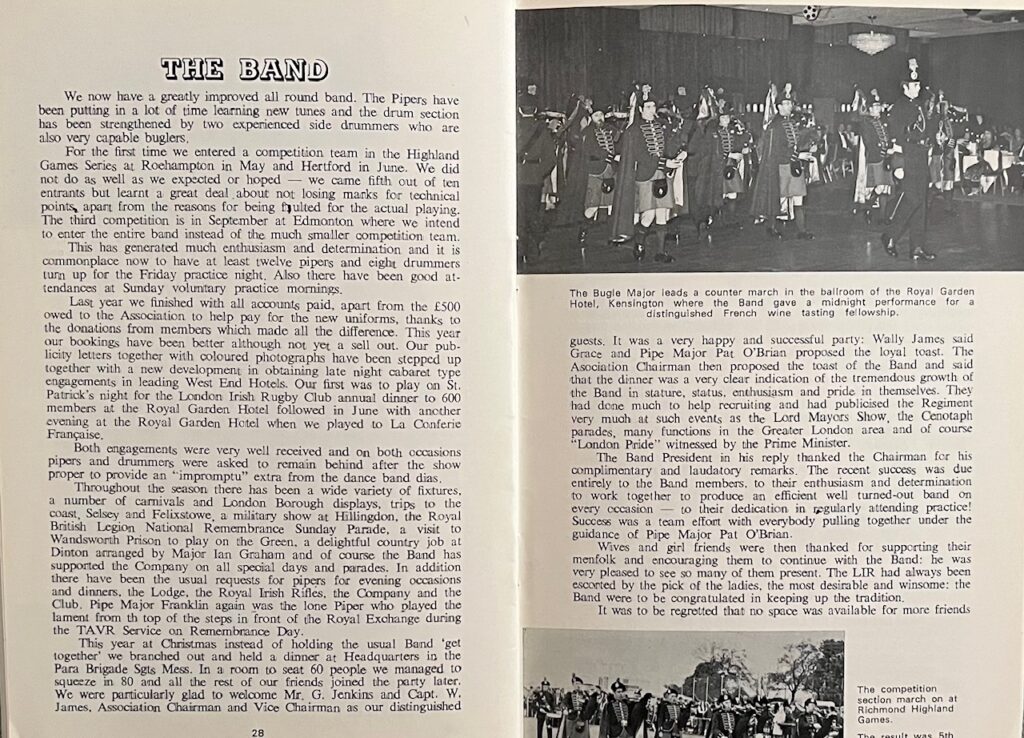 THE BAND
We now have a greatly improved all round band. The Pipers have
been putting in a lot of time learning new tunes and the drum section
has been strengthened by two experienced side drummers who are
also very capable buglers.
For the first time we entered a competition team in the Highland
Games Series at Roehampton in May and Hertford in June. We did
not do as well as we expected or hoped — we came fifth out of ten
entrants but learnt a great deal about not losing marks for technical
points, apart from the reasons for being faulted for the actual playing.
The third competition is in September at Edmonton where we intend
to enter the entire band instead of the much smaller competition team.
This has generated much enthusiasm and determination and it is
commonplace now to have at least twelve pipers and eight drummers
turn up for the Friday practice night. Also there have been good at-
tendances at Sunday voluntary practice mornings.
Last year we finished with all accounts paid, apart from the £500
owed to the Association to help pay for the new uniforms, thanks to
the donations from members which made all the difference. This year
our bookings have been better although not yet a sell out. Our pub-
licity letters together with coloured photographs have been stepped up
together with a new development in obtaining late night cabaret type
engagements in leading West End Hotels. Our first was to play on St.
Patrick's night for the London Irish Rugby Club annual dinner to 600
members at the Royal Garden Hotel followed in June with another
evening at the Royal Garden Hotel when we played to La Conferie
Française.
Both engagements were very well received and on both occasions
pipers and drummers were asked to remain behind after the show
proper to provide an "impromptu" extra from the dance band dias.
Throughout the season there has been a wide variety of fixtures,
a number of carnivals and London Borough displays, trips to the
coast, Selsey and Felixstowe, a military show at Hillingdon, the Royal
British Legion National Remembrance Sunday Parade, a visit to
Wandsworth Prison to play on the Green, a delightful country job at
Dinton arranged by Major Ian Graham and of course the Band has
supported the Company on all special days and parades. In addition
there have been the usual requests for pipers for evening occasions
and dinners, the Lodge, the Royal Irish Rifles, the Company and the
Club. Pipe Major Franklin again was the lone Piper who played the
lament from th top of the steps in front of the Royal Exchange during
the TAVR Service on Remembrance Day.
This year at Christmas instead of holding the usual Band 'get
together' we branched out and held a dinner at Headquarters in the
Para Brigade Sgts Mess. In a room to seat 60 people we managed to
squeeze in 80 and all the rest of our friends joined the party later.
We were particularly glad to welcome Mr. G. Jenkins and Capt. W.
James, Association Chairman and Vice Chairman as our distinguished
28
The Bugle Major leads a counter march in the ballroom of the Royal Garden
Hotel, Kensington where the Band gave a midnight performance for a
distinguished French wine tasting fellowship.
guests. It was a very happy and successful party: Wally James said
Grace and Pipe Major Pat O'Brian proposed the loyal toast. The
Asociation Chairman then proposed the toast of the Band and said
that the dinner was a very clear indication of the tremendous growth of
the Band in stature, status, enthusiasm and pride in themselves. They
had done much to help recruiting and had publicised the Regiment
very much at such events as the Lord Mayors Show, the Cenotaph
parades, many functions in the Greater London area and of course
"London Pride" witnessed by the Prime Minister.
The Band President in his reply thanked the Chairman for his
complimentary and laudatory remarks. The recent success was due
entirely to the Band members, to their enthusiasm and determination
to work together to produce an efficient well turned-out band on
every occasion — to their dedication in regularly attending practice!
Success was a team effort with everybody pulling together under the
guidance of Pipe Major Pat O'Brian.
Wives and girl friends were then thanked for supporting their
menfolk and encouraging them to continue with the Band: he was
very pleased to see so many of them present. The LIR had always been
escorted by the pick of the ladies, the most desirable and winsome: the
Band were to be congratulated in keeping up the tradition.
It was to be regretted that no space was available for more friends
The competition
section march on at
Richmond Highland
Games.
The result was 5th